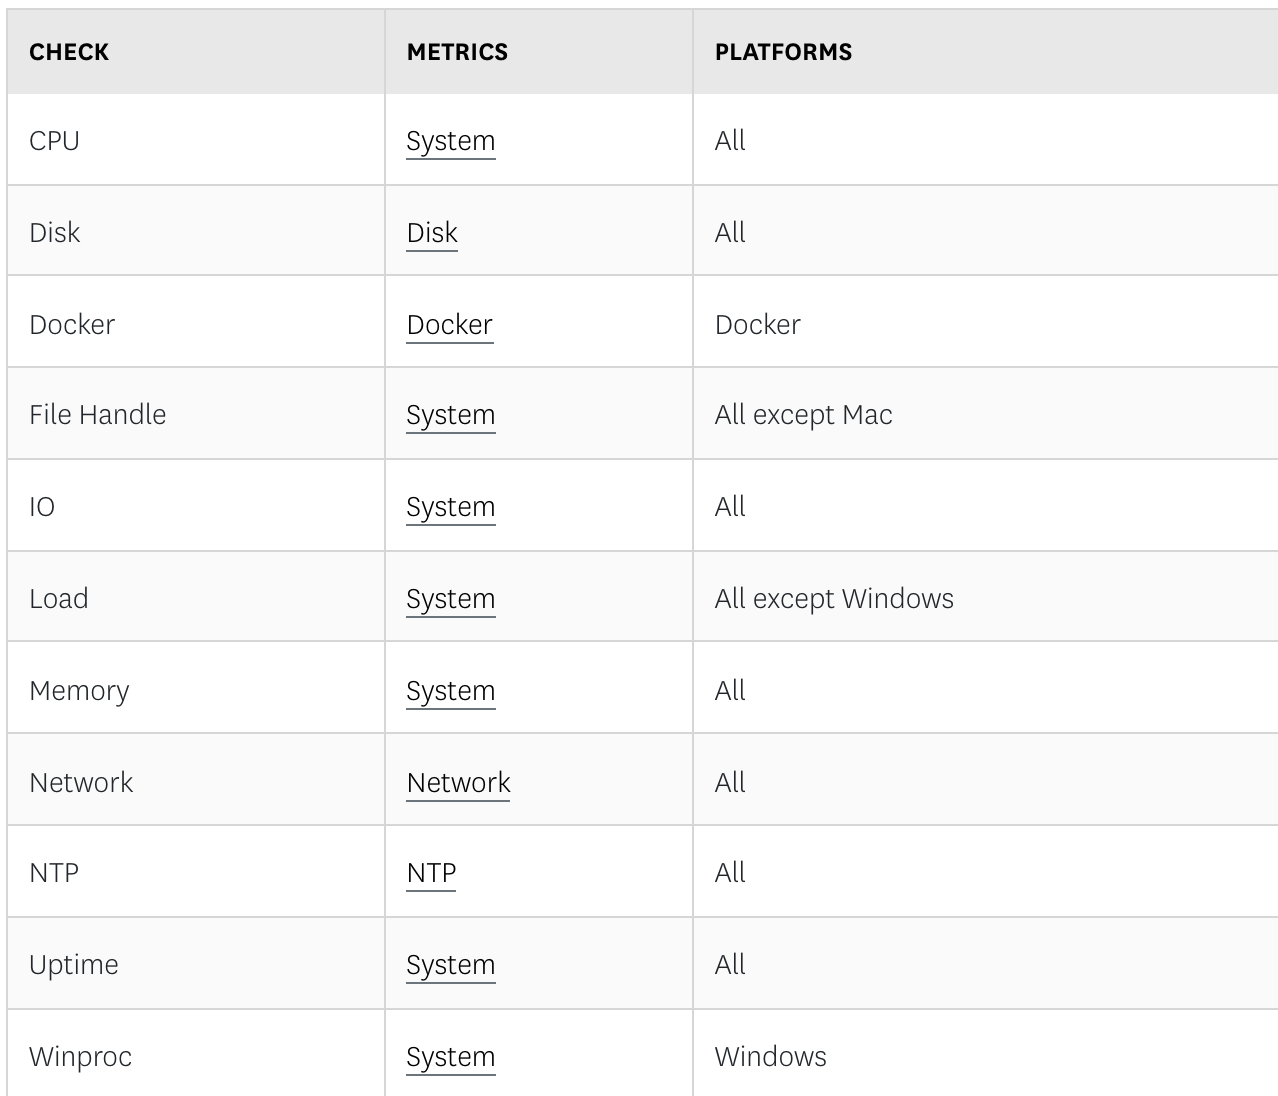 CHECK METRICS PLATFORMS
CPU System All
Disk Disk All
Docker Docker Docker
File Handle System All except Mac
IO System All
Load System All except Windows
Memory System All
Network Network All
NTP NTP All
Uptime System All
Winproc System Windows